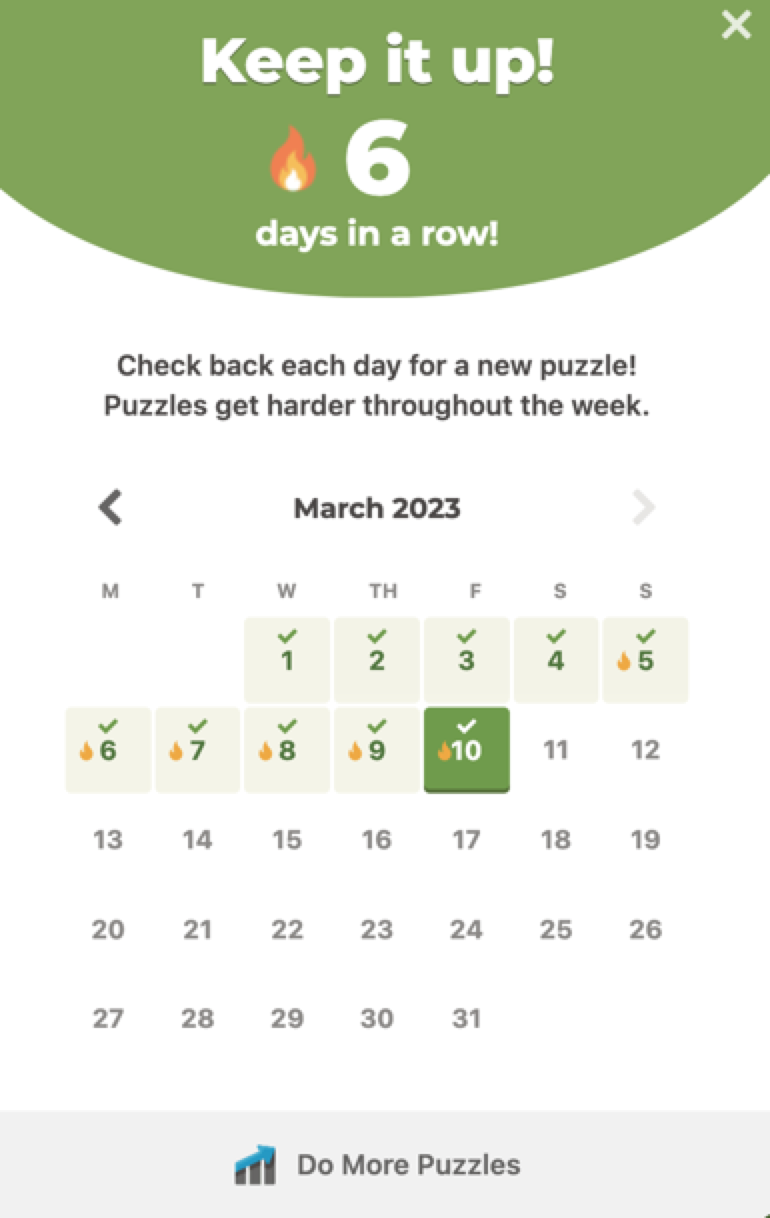 Keep it up!
6
days in a row!
Check back each day for a new puzzle!
Puzzles get harder throughout the week.
March 2023
M T W TH F S S
1 2 3 4 5
6 7 8 9 10 11 12
13 14 15 16 17 18 19
20 21 22 23 24 25 26
27 28 29 30 31
Do More Puzzles